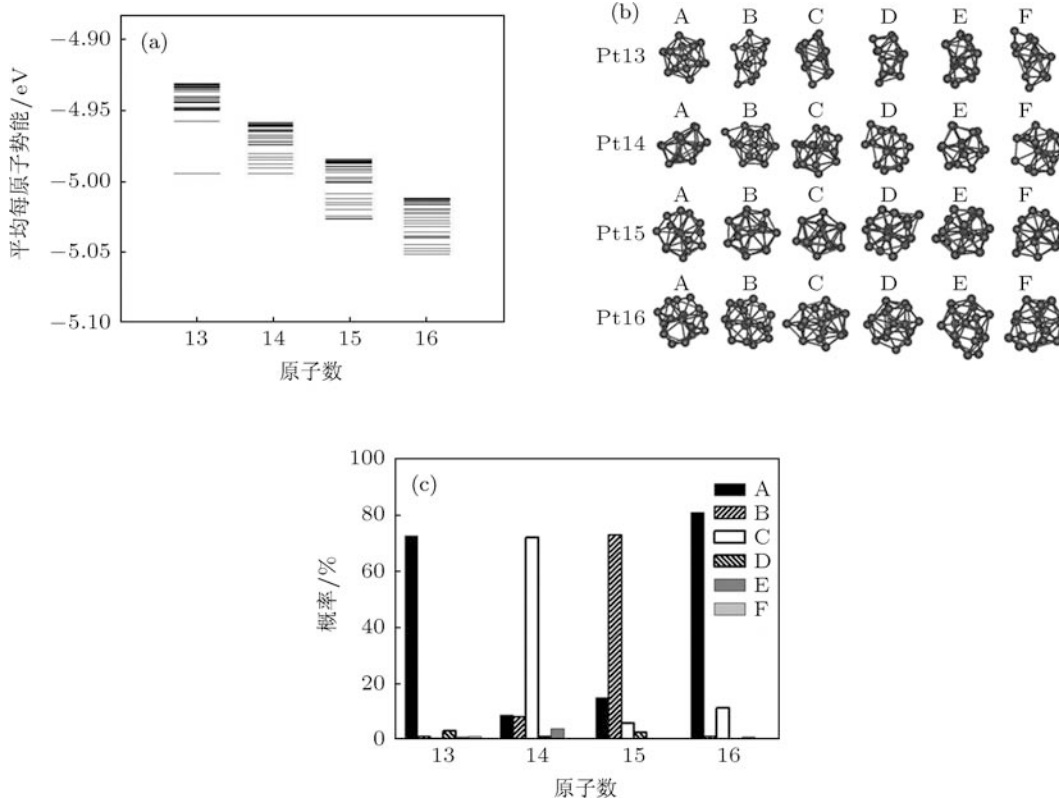 (a)
平均每原子势能/eV
−4.90
−4.95
−5.00
−5.05
−5.10
13 14 15 16
原子数
(b)
A B C D E F
Pt13
A B C D E F
Pt14
A B C D E F
Pt15
A B C D E F
Pt16
(c)
概率/%
100
80
60
40
20
0
A
B
C
D
E
F
13 14 15 16
原子数